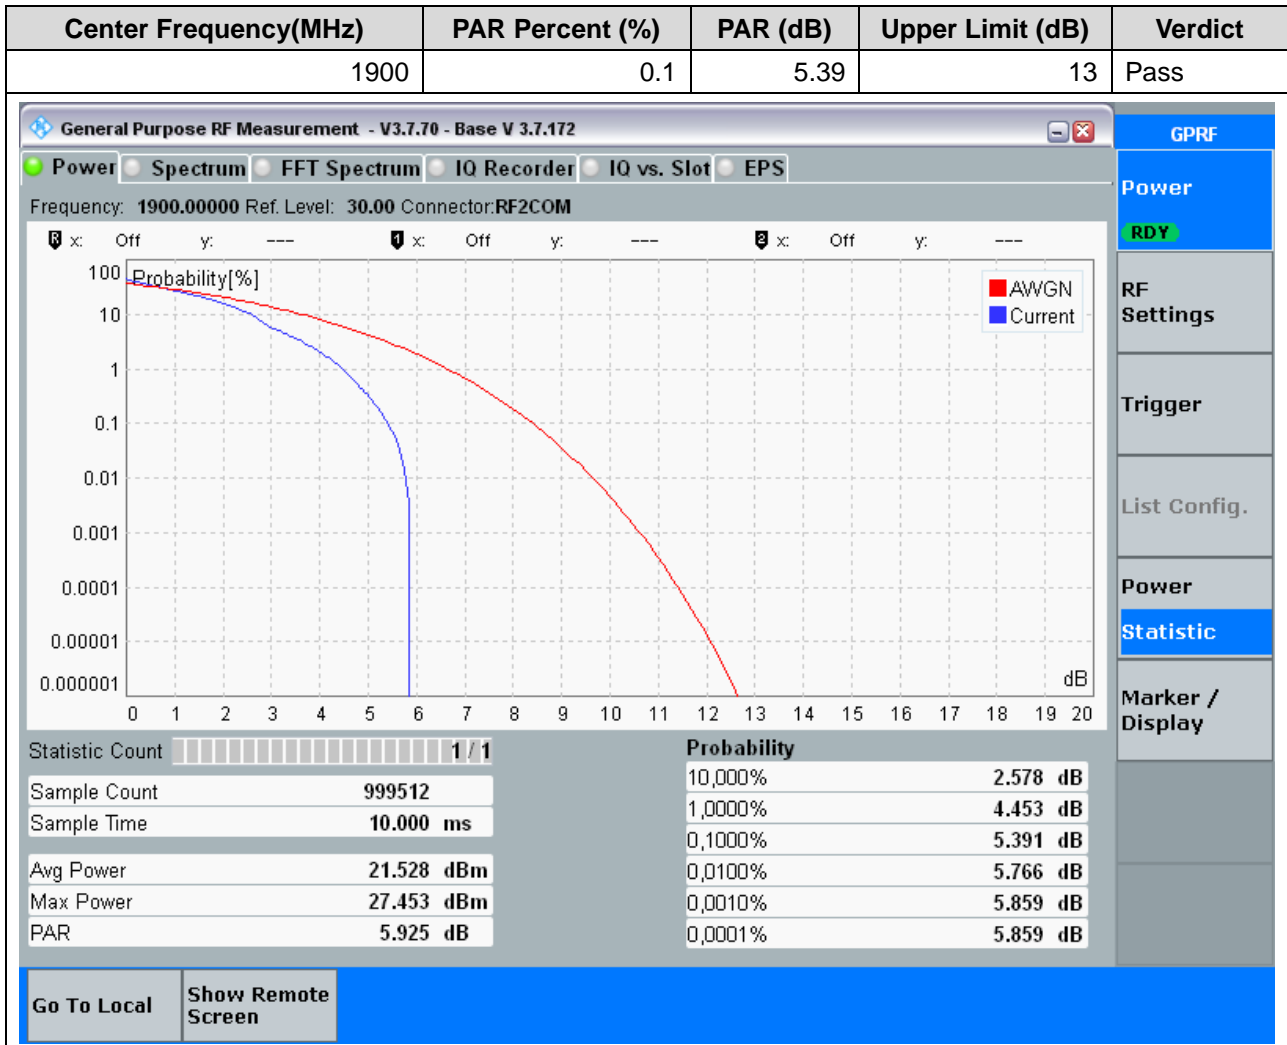 Center Frequency(MHz) PAR Percent (%) PAR (dB) Upper Limit (dB) Verdict
1900 0.1 5.39 13 Pass
General Purpose RF Measurement - V3.7.70 - Base V 3.7.172
GPRF
Power Spectrum FFT Spectrum IQ Recorder IQ vs. Slot EPS
Power
RDY
Frequency: 1900.00000 Ref. Level: 30.00 Connector:RF2COM
R x: Off y: --- 1 x: Off y: --- 2 x: Off y: ---
Probability[%]
100
10
1
0.1
0.01
0.001
0.0001
0.00001
0.000001
AWGN
Current
dB
0 1 2 3 4 5 6 7 8 9 10 11 12 13 14 15 16 17 18 19 20
RF
Settings
Trigger
List Config.
Power
Statistic
Marker /
Display
Statistic Count 1 / 1
Sample Count 999512
Sample Time 10.000 ms
Avg Power 21.528 dBm
Max Power 27.453 dBm
PAR 5.925 dB
Probability
10,000% 2.578 dB
1,0000% 4.453 dB
0,1000% 5.391 dB
0,0100% 5.766 dB
0,0010% 5.859 dB
0,0001% 5.859 dB
Go To Local
Show Remote
Screen